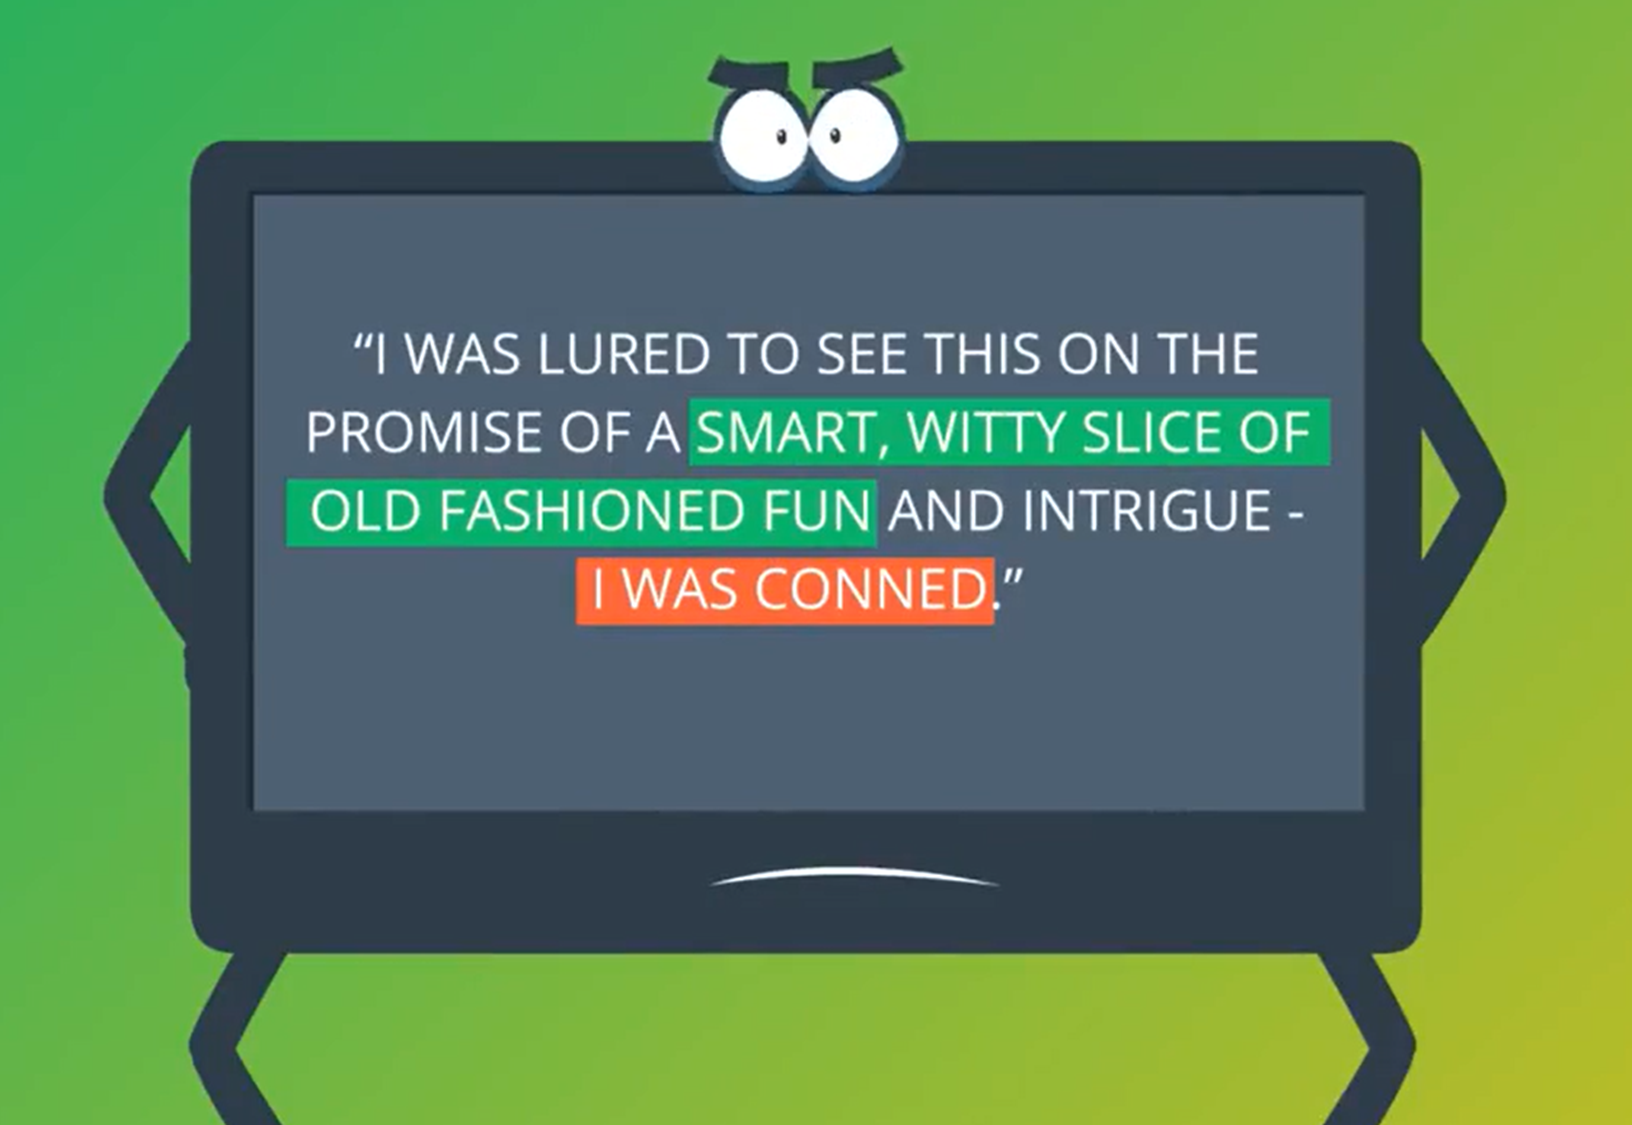 “I WAS LURED TO SEE THIS ON THE
PROMISE OF A SMART, WITTY SLICE OF
OLD FASHIONED FUN AND INTRIGUE -
I WAS CONNED.”